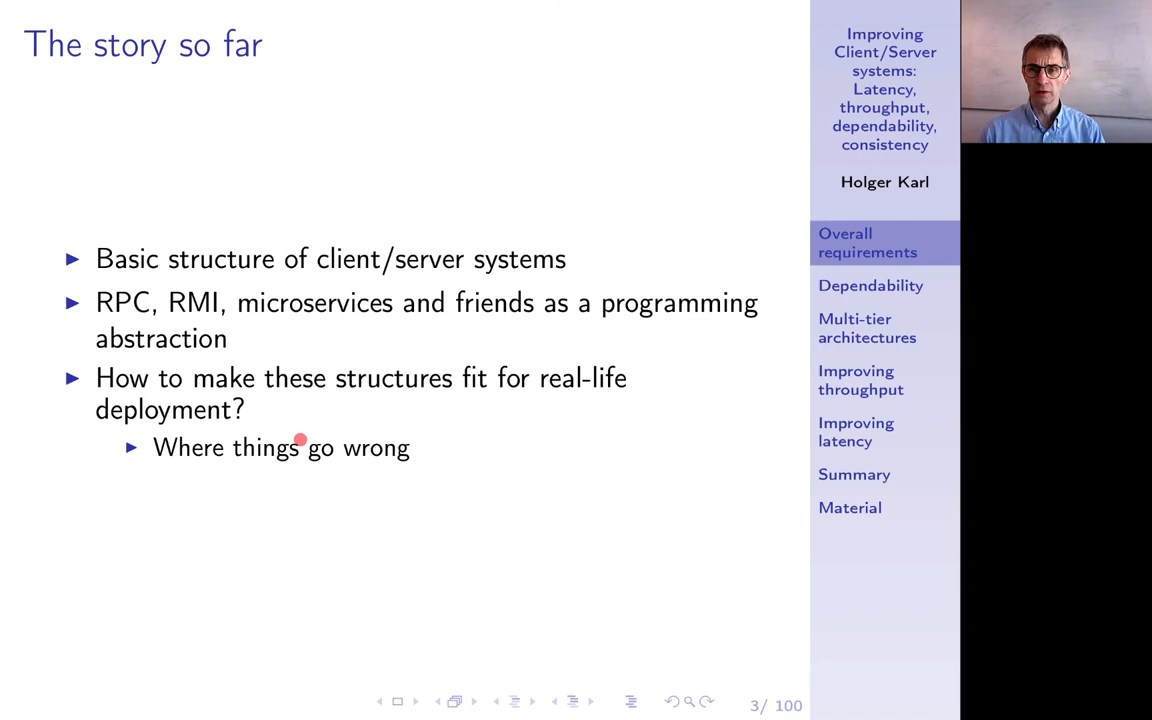 The story so far
Basic structure of client/server systems
RPC, RMI, microservices and friends as a programming
abstraction
How to make these structures fit for real-life
deployment?
Where things go wrong
3/ 100
Improving
Client/Server
systems:
Latency,
throughput,
dependability,
consistency
Holger Karl
Overall
requirements
Dependability
Multi-tier
architectures
Improving
throughput
Improving
latency
Summary
Material